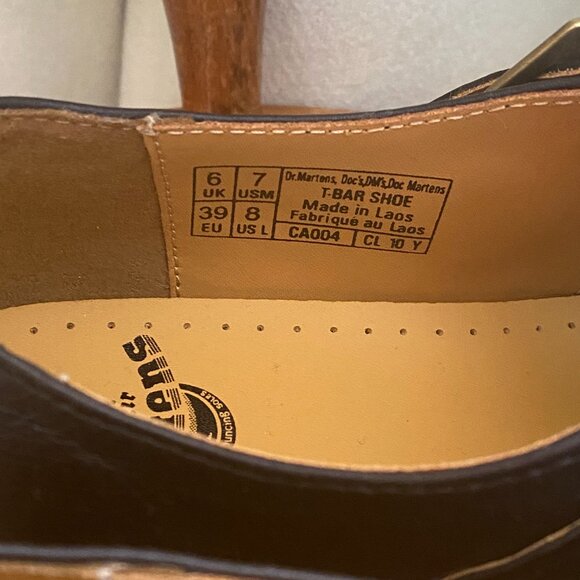 6 UK
7 USM
39 EU
8 US L
Dr.Martens, Doc's,DM's,Doc Martens
T-BAR SHOE
Made in Laos
Fabriqué au Laos
CA004
CL 10 Y